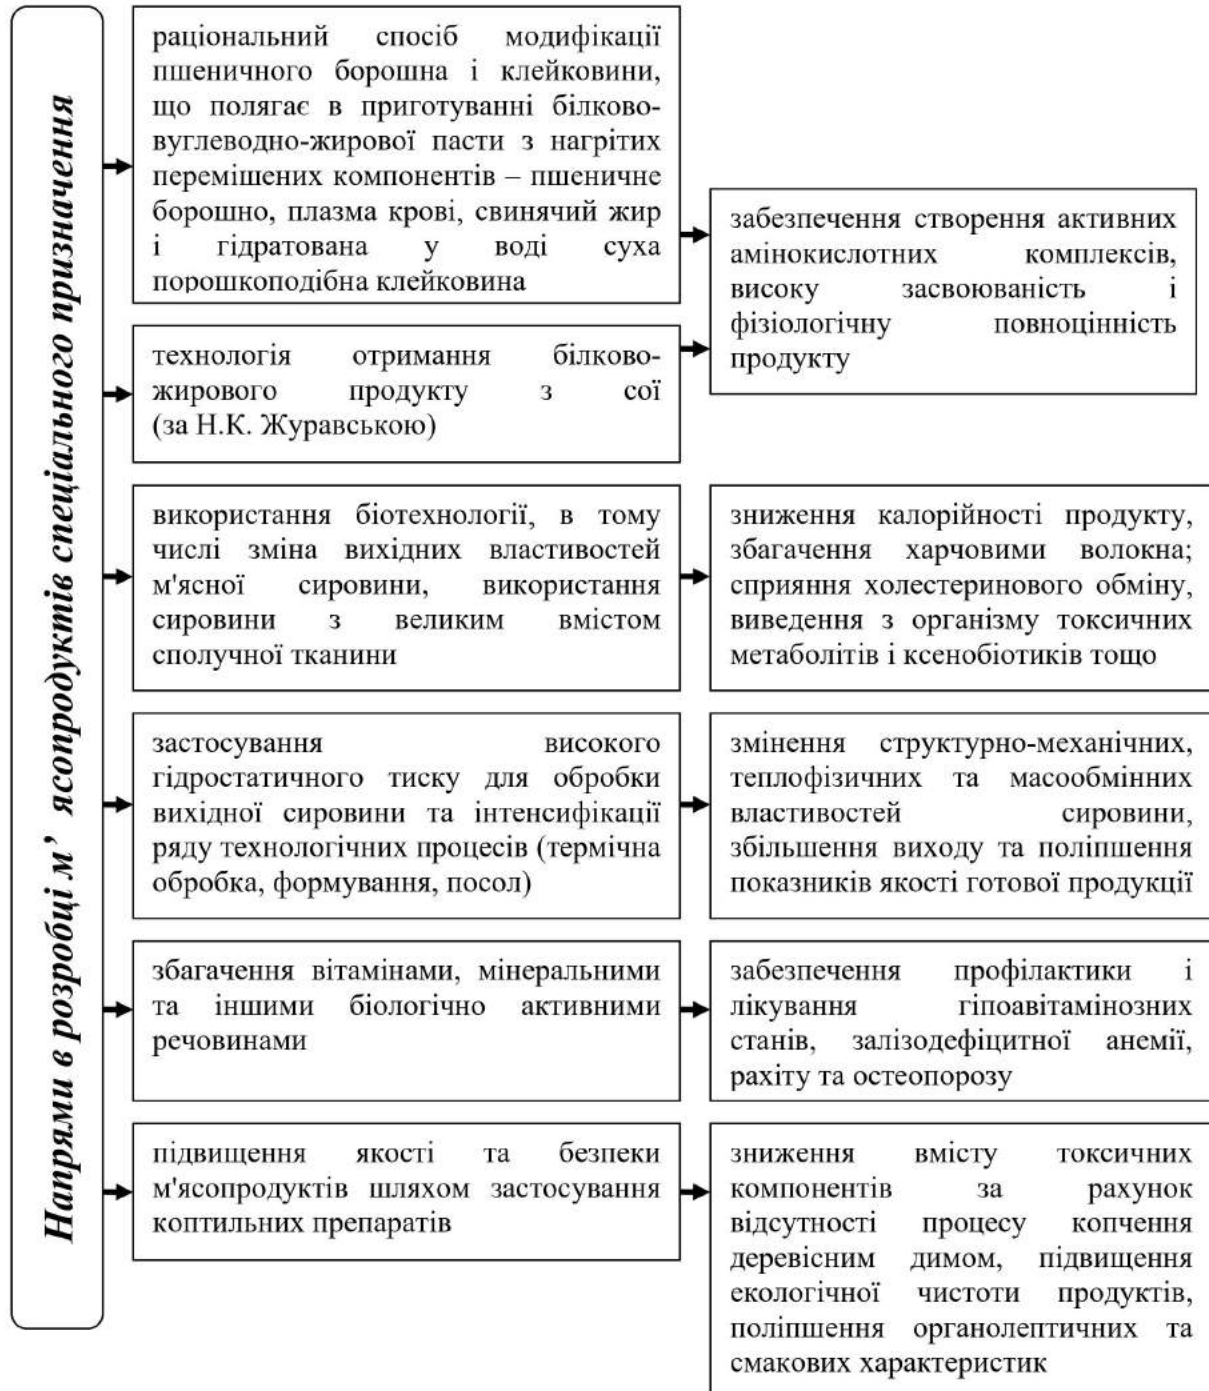 Напрями в розробці м’ ясопродуктів спеціального призначення
раціональний спосіб модифікації
пшеничного борошна і клейковини,
що полягає в приготуванні білково-
вуглеводно-жирової пасти з нагрітих
перемішених компонентів – пшеничне
борошно, плазма крові, свинячий жир
і гідратована у воді суха
порошкоподібна клейковина
забезпечення створення активних
амінокислотних комплексів,
високу засвоюваність і
фізіологічну повноцінність
продукту
технологія отримання білково-
жирового продукту з сої
(за Н.К. Журавською)
використання біотехнології, в тому
числі зміна вихідних властивостей
м'ясної сировини, використання
сировини з великим вмістом
сполучної тканини
зниження калорійності продукту,
збагачення харчовими волокна;
сприяння холестеринового обміну,
виведення з організму токсичних
метаболітів і ксенобіотиків тощо
застосування високого
гідростатичного тиску для обробки
вихідної сировини та інтенсифікації
ряду технологічних процесів (термічна
обробка, формування, посол)
змінення структурно-механічних,
теплофізичних та масообмінних
властивостей сировини,
збільшення виходу та поліпшення
показників якості готової продукції
збагачення вітамінами, мінеральними
та іншими біологічно активними
речовинами
забезпечення профілактики і
лікування гіпоавітамінозних
станів, залізодефіцитної анемії,
рахіту та остеопорозу
підвищення якості та безпеки
м'ясопродуктів шляхом застосування
коптильних препаратів
зниження вмісту токсичних
компонентів за рахунок
відсутності процесу копчення
деревісним димом, підвищення
екологічної чистоти продуктів,
поліпшення органолептичних та
смакових характеристик